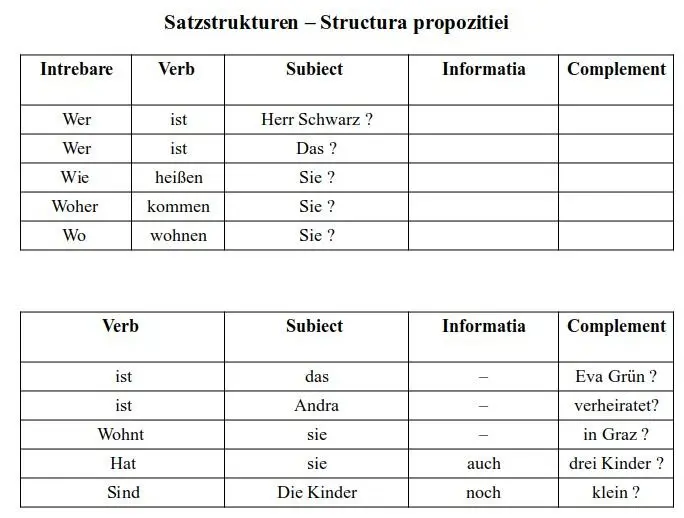 Satzstrukturen – Structura propozitiei
Intrebare Verb Subiect Informatia Complement
Wer ist Herr Schwarz ?
Wer ist Das ?
Wie heißen Sie ?
Woher kommen Sie ?
Wo wohnen Sie ?
Verb Subiect Informatia Complement
ist das – Eva Grün ?
ist Andra – verheiratet?
Wohnt sie – in Graz ?
Hat sie auch drei Kinder ?
Sind Die Kinder noch klein ?